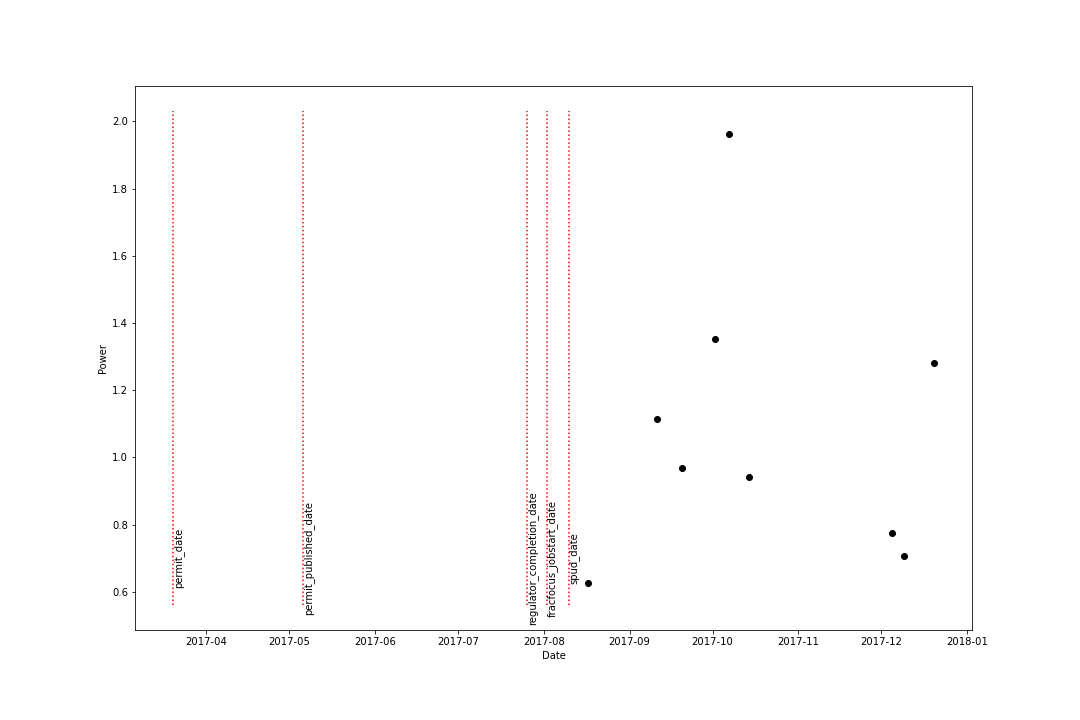 2.0
1.8
1.6
1.4
1.2
1.0
0.8
0.6
Power
permit_date
permit_published_date
regulator_completion_date
fracfocus_jobstart_date
spud_date
2017-04 2017-05 2017-06 2017-07 2017-08 2017-09 2017-10 2017-11 2017-12 2018-01
Date